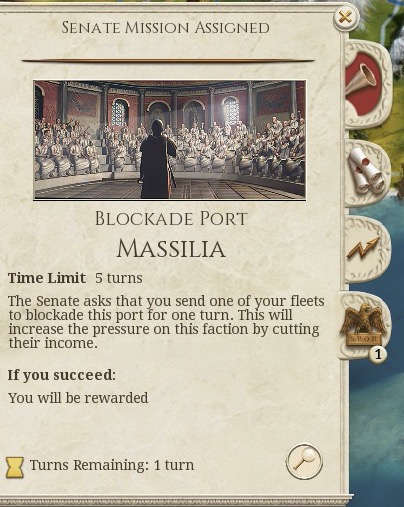 Senate Mission Assigned
Blockade Port
Massilia
Time Limit 5 turns
The Senate asks that you send one of your fleets
to blockade this port for one turn. This will
increase the pressure on this faction by cutting
their income.
If you succeed:
You will be rewarded
Turns Remaining: 1 turn
1